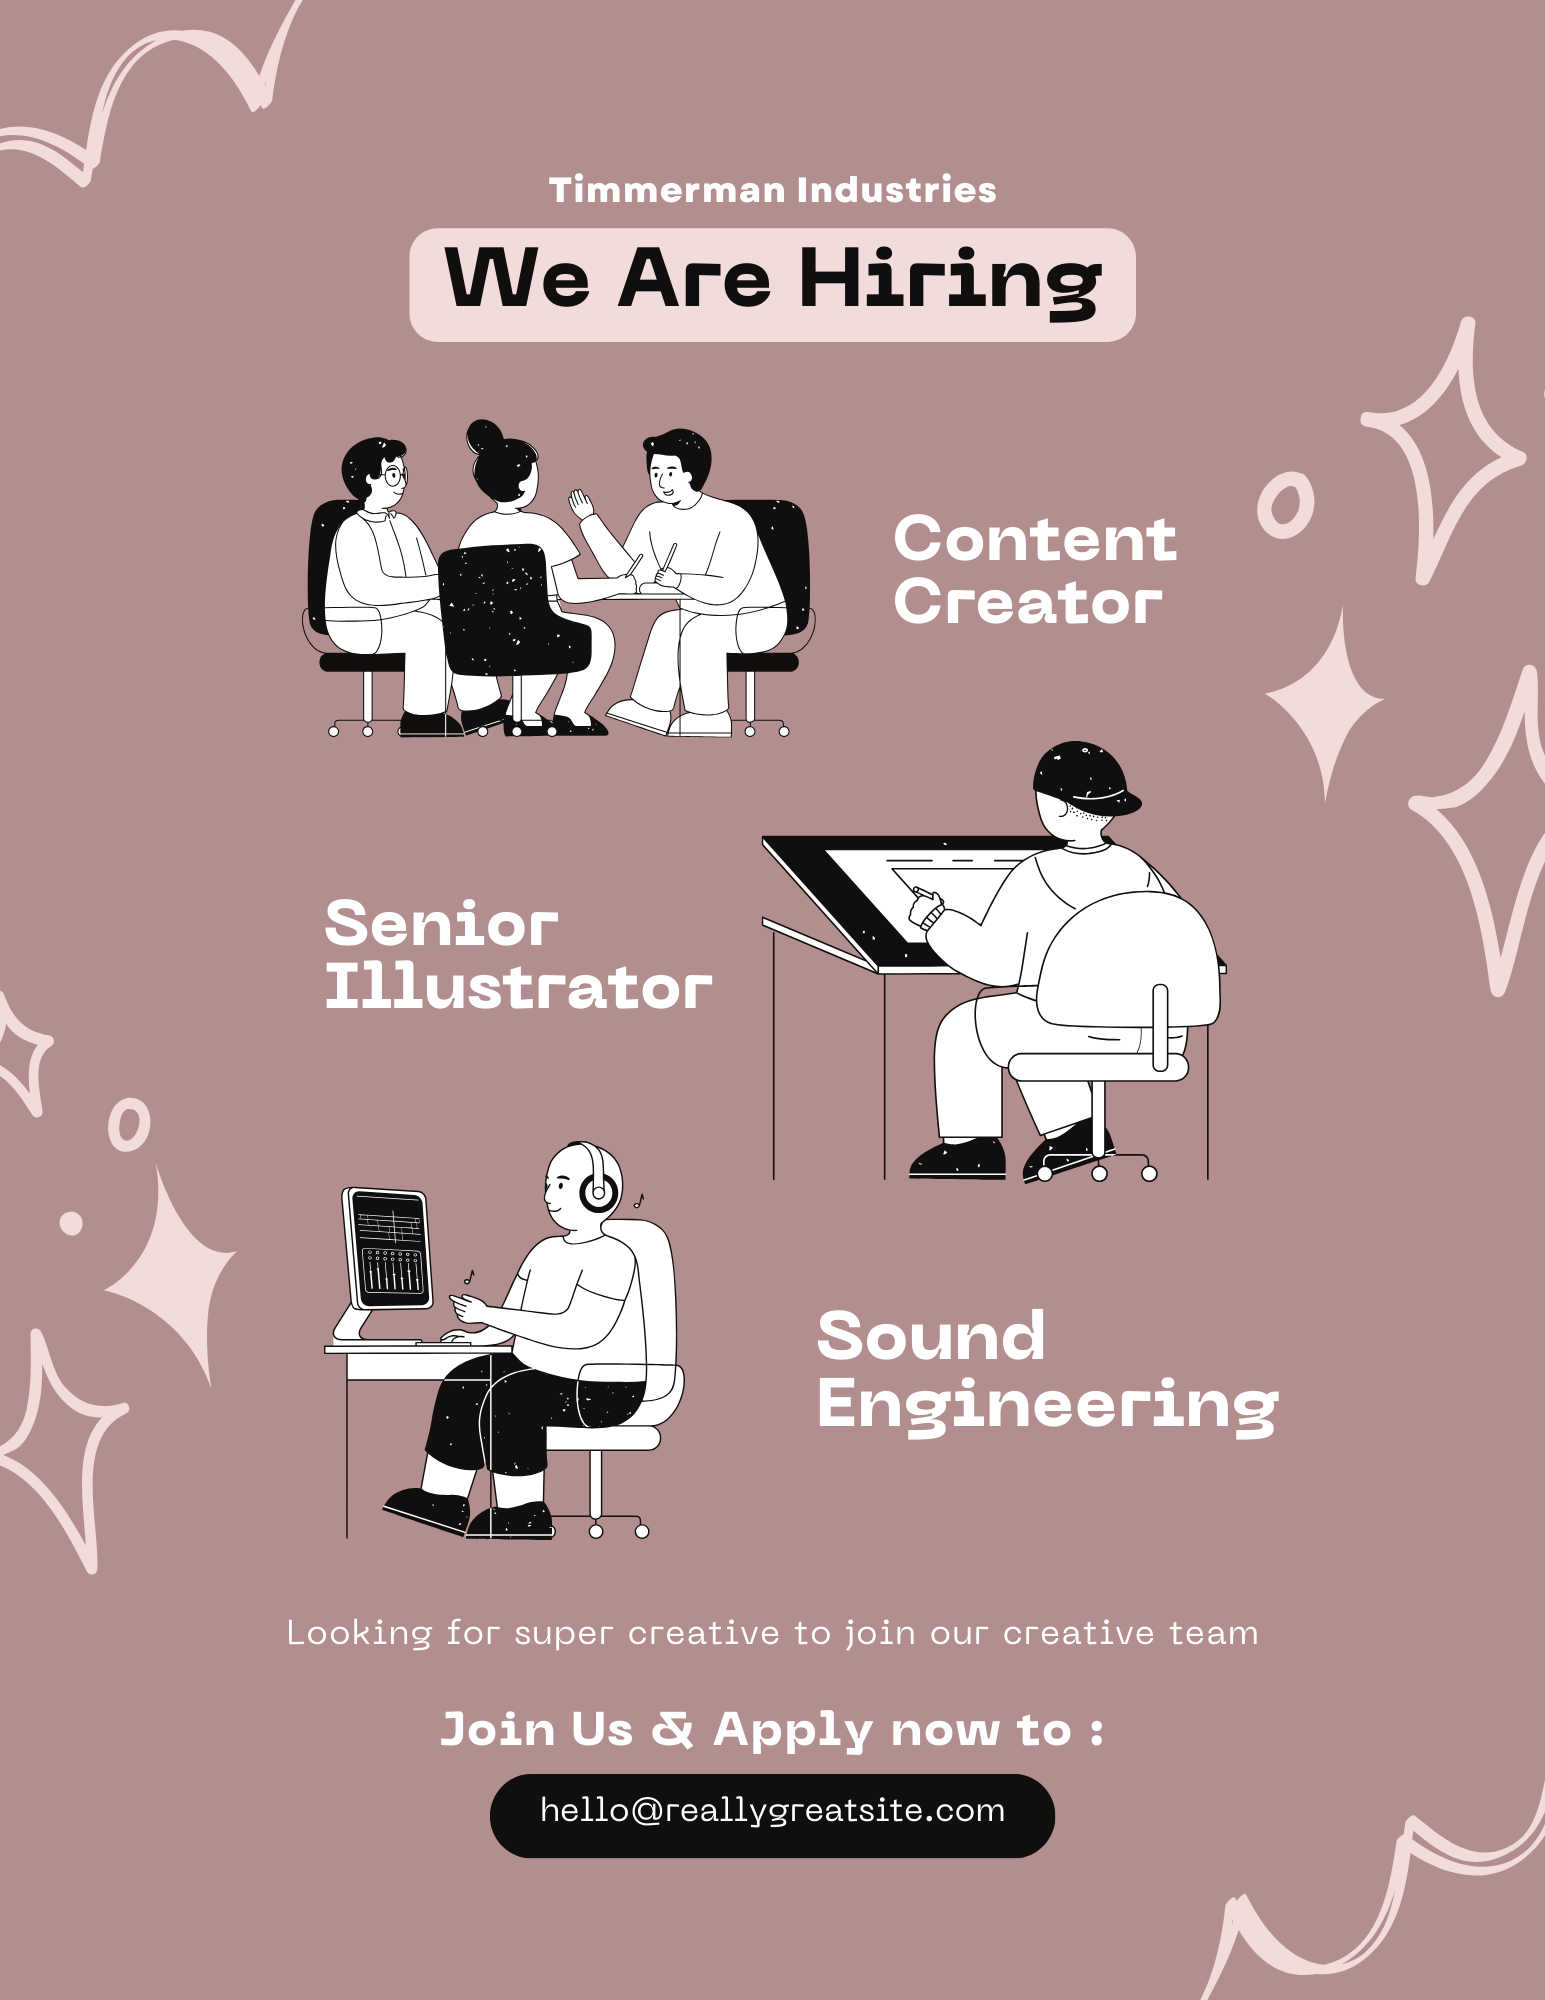 Timmerman Industries
We Are Hiring
Content
Creator
Senior
Illustrator
Sound
Engineering
Looking for super creative to join our creative team
Join Us & Apply now to :
hello@reallygreatsite.com